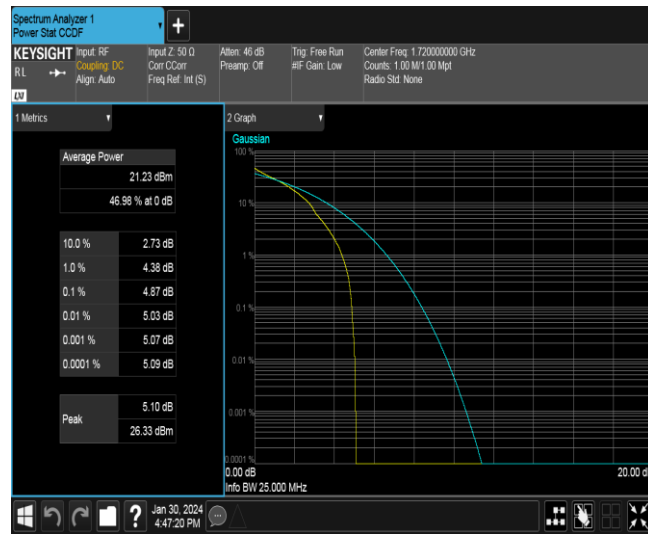 Spectrum Analyzer 1
Power Stat CCDF
+
KEYSIGHT
RL
LXI
Input: RF
Coupling: DC
Align: Auto
Input Z: 50 Ω
Corr CCorr
Freq Ref: Int (S)
Atten: 46 dB
Preamp: Off
Trig: Free Run
#IF Gain: Low
Center Freq: 1.720000000 GHz
Counts: 1.00 M/1.00 Mpt
Radio Std: None
1 Metrics
Average Power
21.23 dBm
46.98 % at 0 dB
10.0 % 2.73 dB
1.0 % 4.38 dB
0.1 % 4.87 dB
0.01 % 5.03 dB
0.001 % 5.07 dB
0.0001 % 5.09 dB
Peak
5.10 dB
26.33 dBm
2 Graph
Gaussian
100 %
10 %
1 %
0.1 %
0.01 %
0.001 %
0.0001 %
0.00 dB
20.00 d
Info BW 25.000 MHz
?
Jan 30, 2024
4:47:20 PM